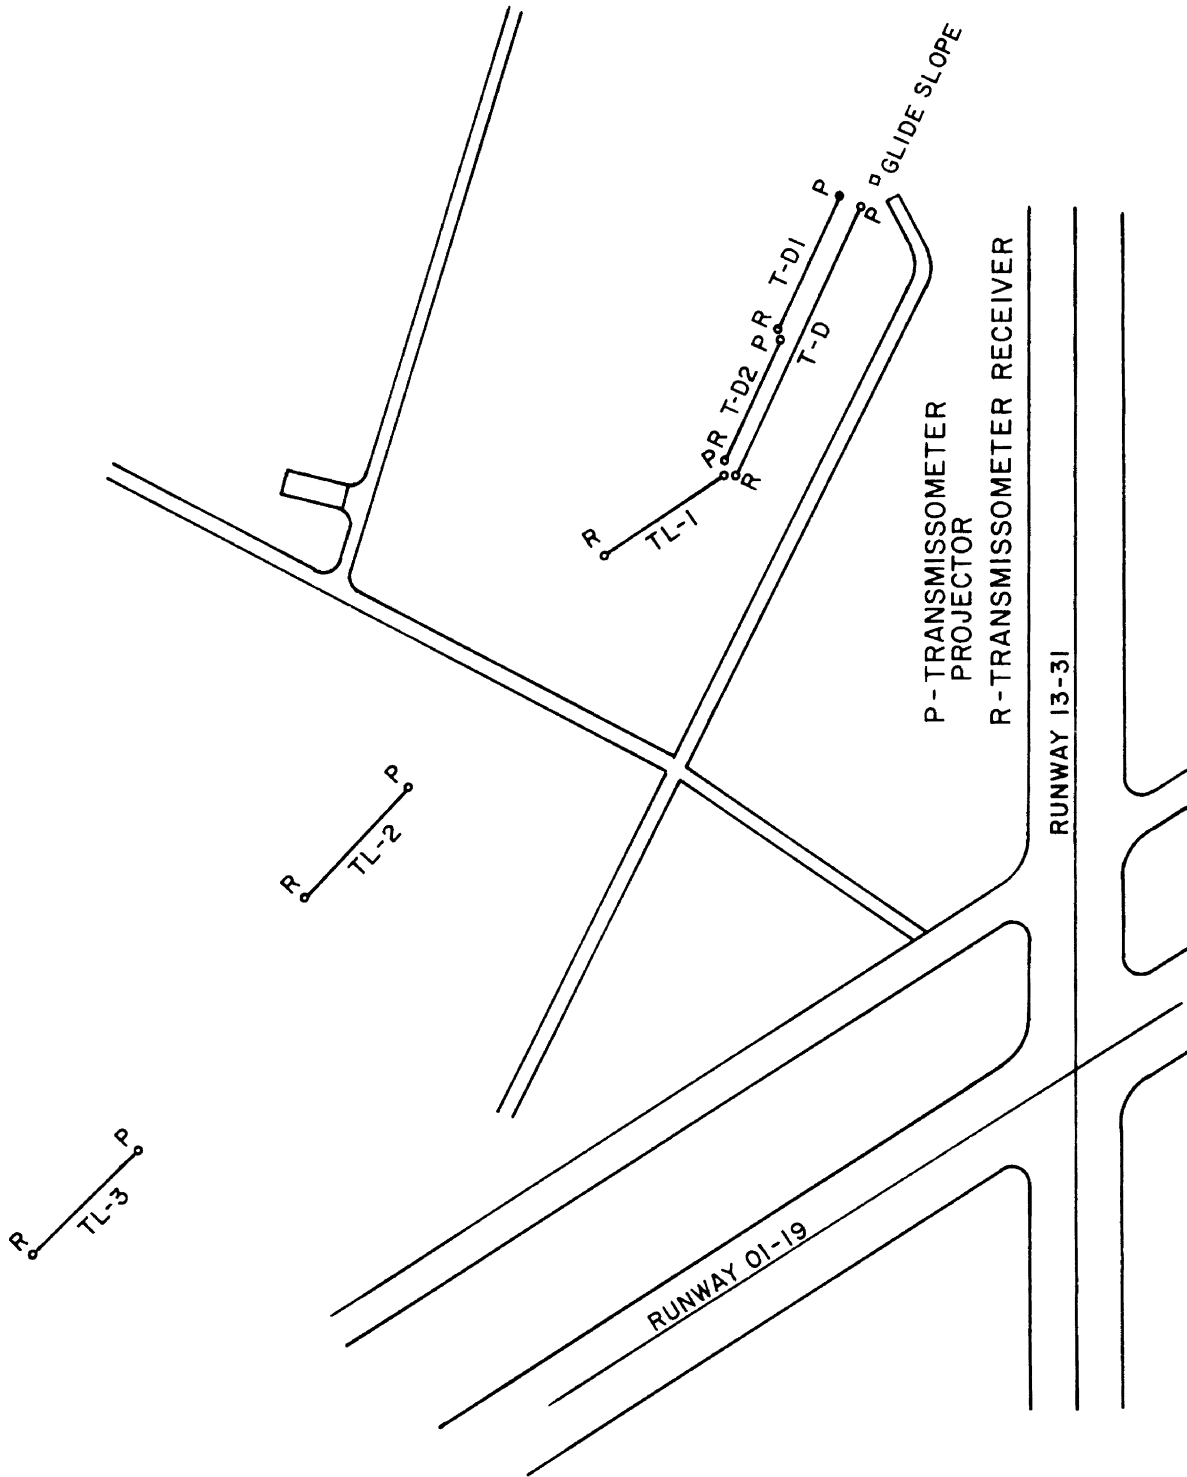 GLIDE SLOPE
P
P
T-D1
R
P
T-D
T-D2
R
P
R
R
TL-1
P-TRANSMISSOMETER
PROJECTOR
R-TRANSMISSOMETER RECEIVER
RUNWAY 13-31
P
R
TL-2
P
R
TL-3
RUNWAY 01-19